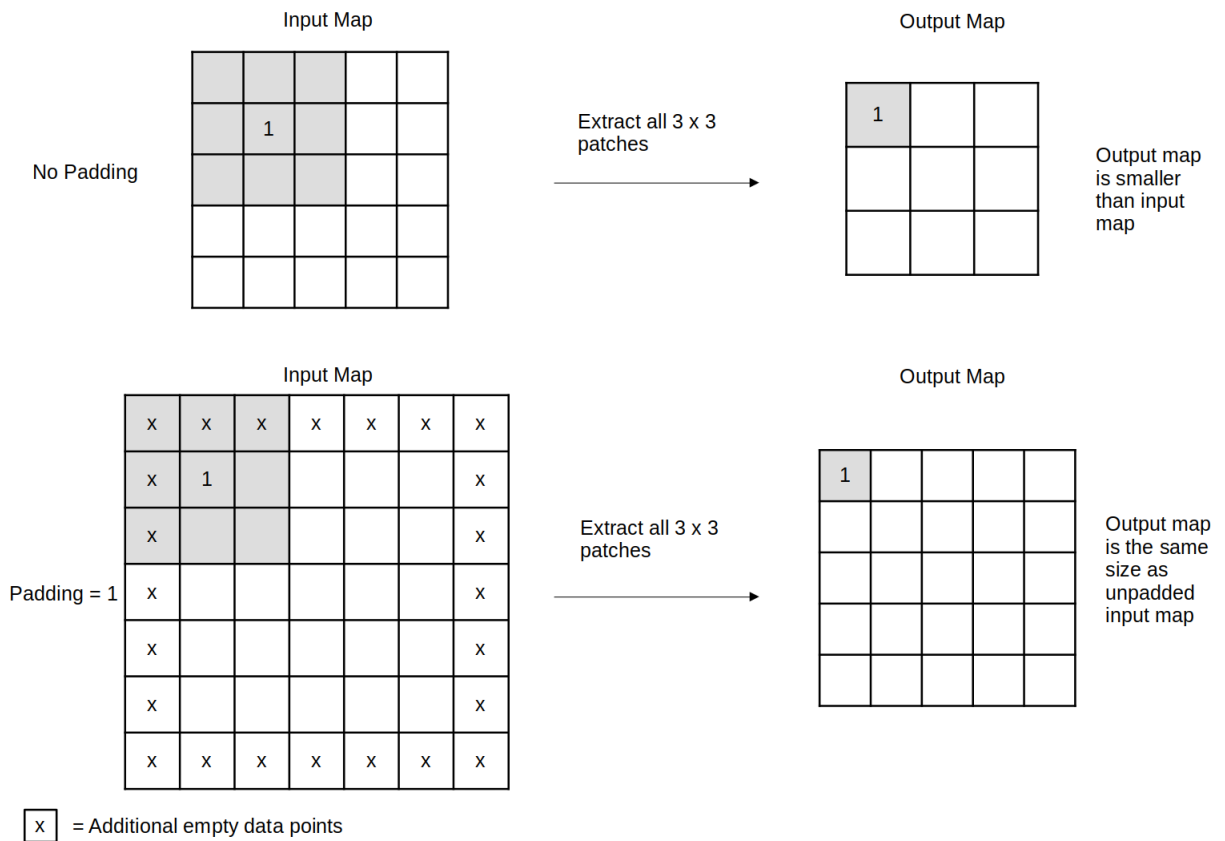 Input Map
Output Map
1
Extract all 3 x 3
patches
1
No Padding
Output map
is smaller
than input
map
Input Map
Output Map
x x x x x x x
x 1 x
x x
Padding = 1 x x
x x
x x
x x x x x x x
Extract all 3 x 3
patches
1
Output map
is the same
size as
unpadded
input map
x = Additional empty data points